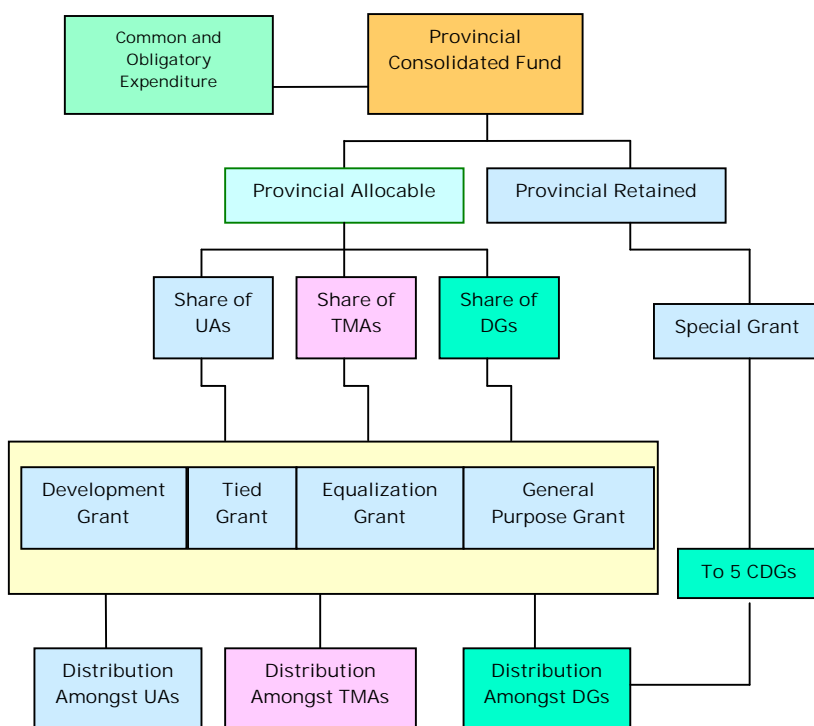 Common and
Obligatory
Expenditure
Provincial
Consolidated Fund
Provincial Allocable
Provincial Retained
Share of
UAs
Share of
TMAs
Share of
DGs
Special Grant
Development
Grant
Tied
Grant
Equalization
Grant
General
Purpose Grant
To 5 CDGs
Distribution
Amongst UAs
Distribution
Amongst TMAs
Distribution
Amongst DGs